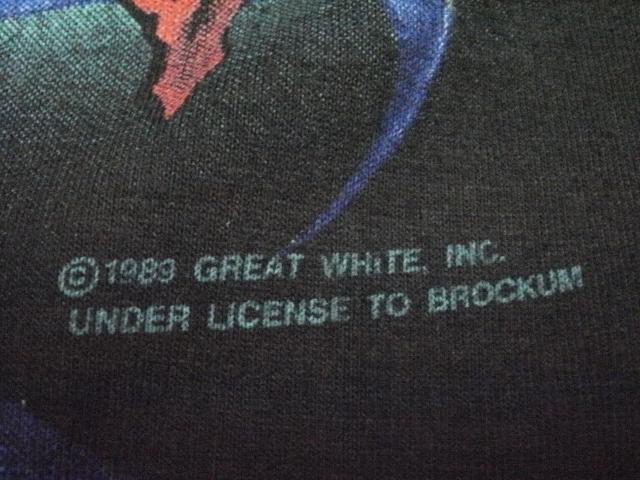 © 1989 GREAT WHITE, INC.
UNDER LICENSE TO BROCKUM